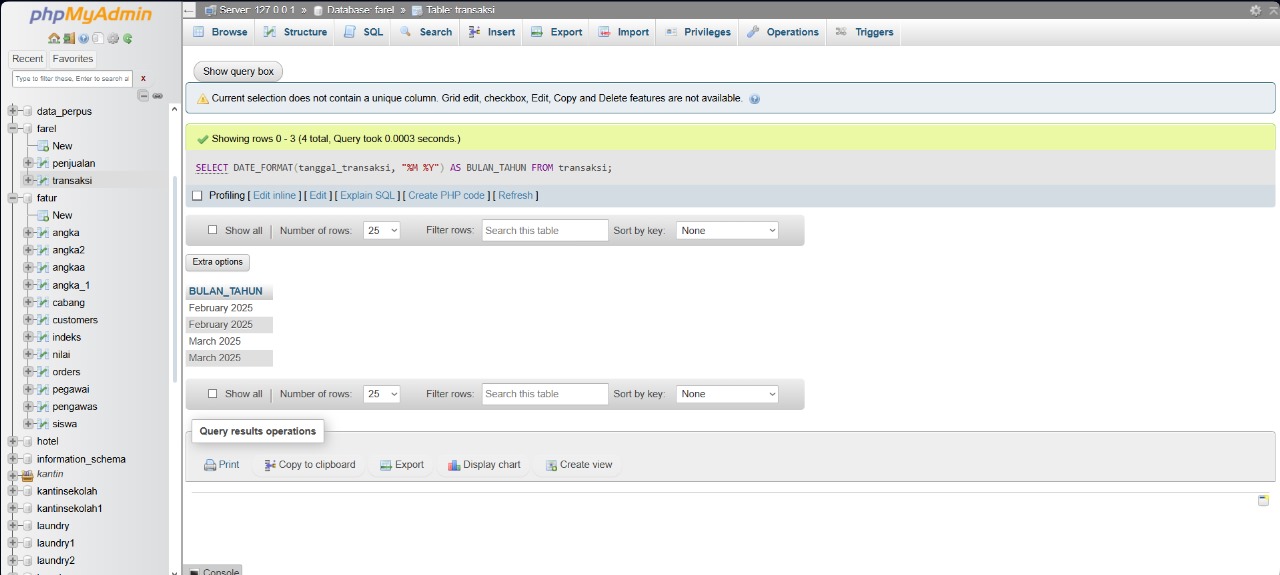 phpMyAdmin
Recent Favorites
Type to filter these, Enter to search al x
data_perpus
farel
New
penjualan
transaksi
fatur
New
angka
angka2
angkaa
angka_1
cabang
customers
indeks
nilai
orders
pegawai
pengawas
siswa
hotel
information_schema
kantin
kantinsekolah
kantinsekolah1
laundry
laundry1
laundry2
Server: 127.0.0.1 » Database: farel » Table: transaksi
Browse Structure SQL Search Insert Export Import Privileges Operations Triggers
Show query box
Current selection does not contain a unique column. Grid edit, checkbox, Edit, Copy and Delete features are not available.
Showing rows 0 - 3 (4 total, Query took 0.0003 seconds.)
SELECT DATE_FORMAT(tanggal_transaksi, "%M %Y") AS BULAN_TAHUN FROM transaksi;
Profiling [ Edit inline ] [ Edit ] [ Explain SQL ] [ Create PHP code ] [ Refresh ]
Show all | Number of rows: 25 Filter rows: Search this table Sort by key: None
Extra options
BULAN_TAHUN
February 2025
February 2025
March 2025
March 2025
Show all | Number of rows: 25 Filter rows: Search this table Sort by key: None
Query results operations
Print Copy to clipboard Export Display chart Create view
Console